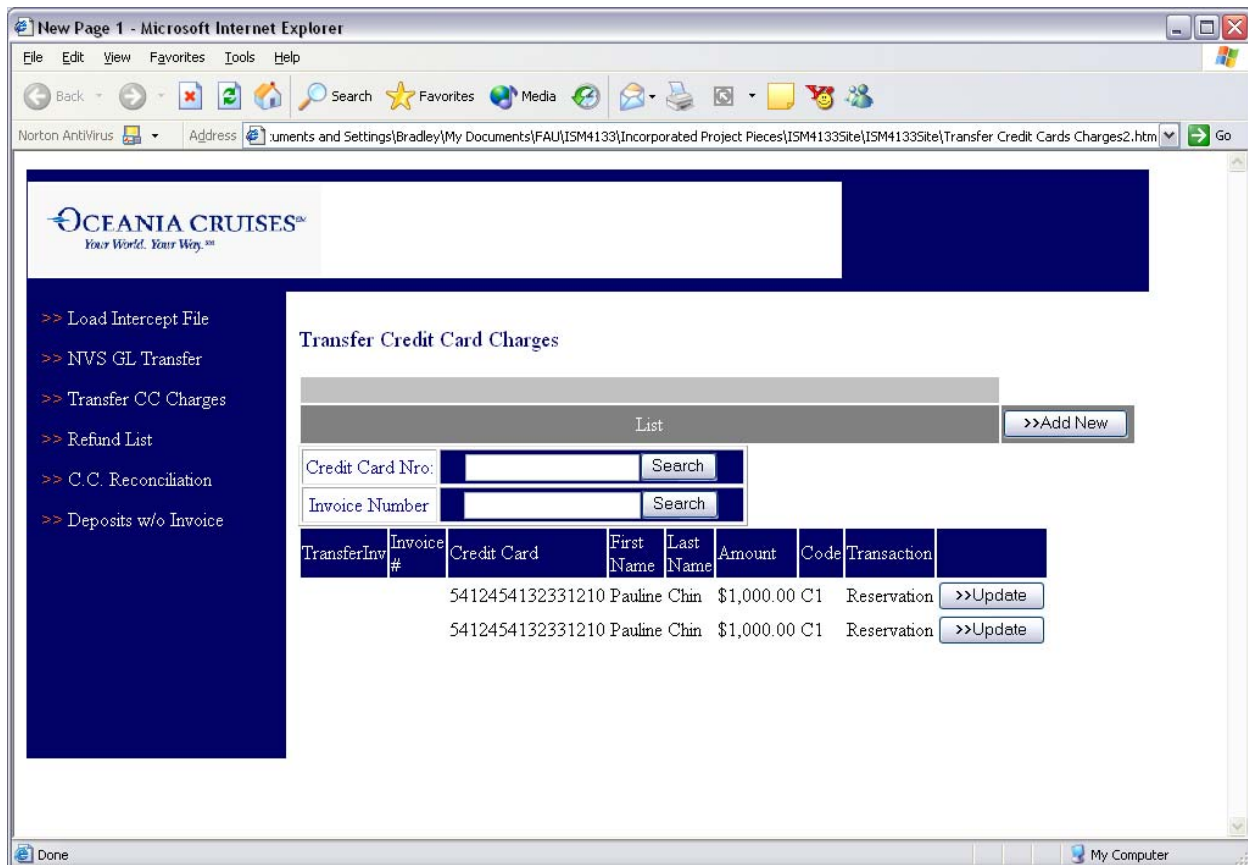 New Page 1 - Microsoft Internet Explorer
File Edit View Favorites Tools Help
Back Search Favorites Media
Norton AntiVirus Address :uments and Settings\Bradley\My Documents\FAU\ISM4133\Incorporated Project Pieces\ISM4133Site\ISM4133Site\Transfer Credit Cards Charges2.htm Go
OCEANIA CRUISES SM
Your World. Your Way. SM
>> Load Intercept File
>> NVS GL Transfer
>> Transfer CC Charges
>> Refund List
>> C.C. Reconciliation
>> Deposits w/o Invoice
Transfer Credit Card Charges
List >>Add New
Credit Card Nro: Search
Invoice Number Search
TransferInv Invoice # Credit Card First Name Last Name Amount Code Transaction
5412454132331210 Pauline Chin $1,000.00 C1 Reservation >>Update
5412454132331210 Pauline Chin $1,000.00 C1 Reservation >>Update
Done My Computer